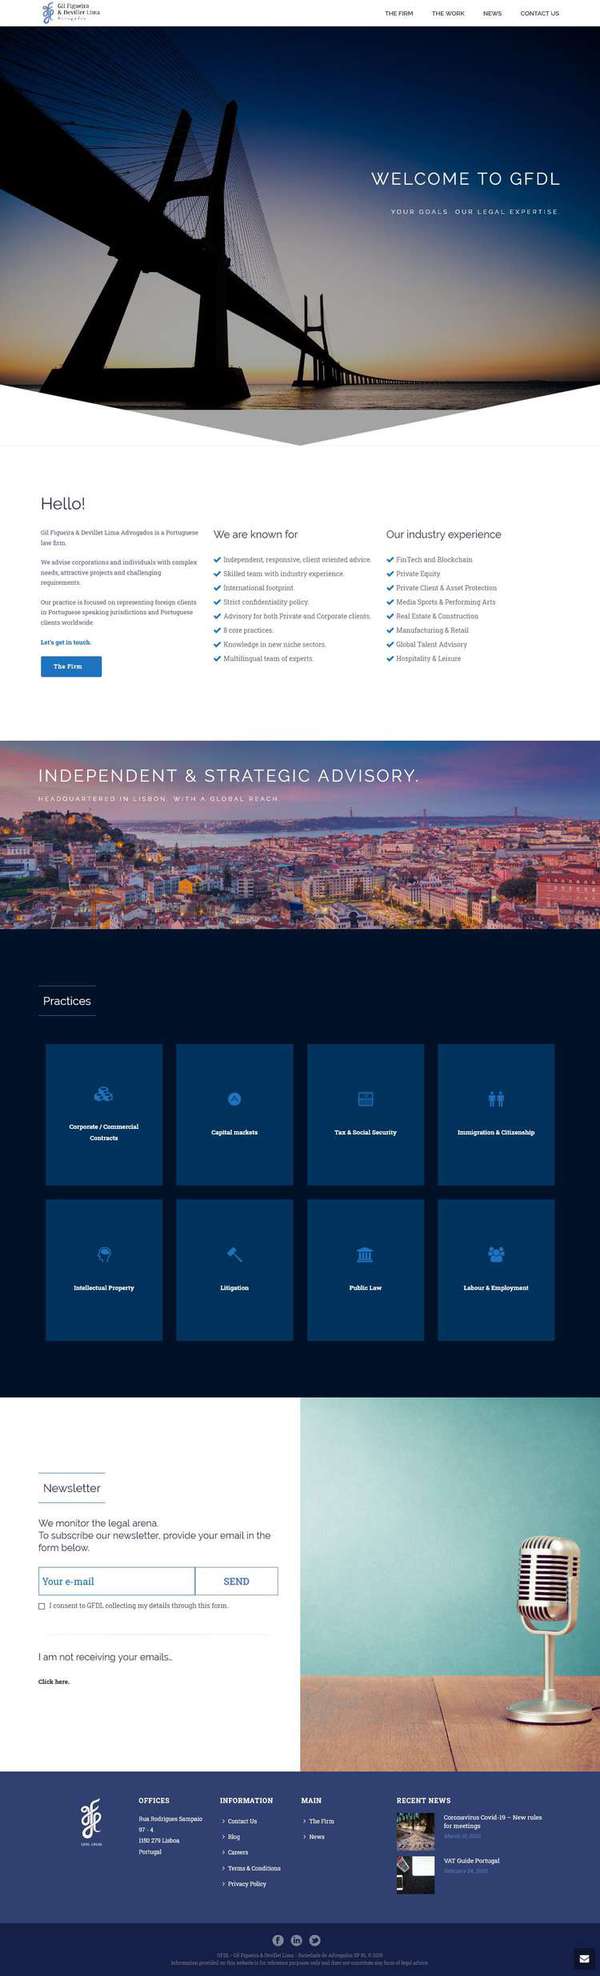 Gil Figueira
& Devillet Lima
Advogados
THE FIRM
THE WORK
NEWS
CONTACT US
WELCOME TO GFDL
YOUR GOALS. OUR LEGAL EXPERTISE.
Hello!
Gil Figueira & Devillet Lima Advogados is a Portuguese
law firm.
We advise corporations and individuals with complex
needs, attractive projects and challenging
requirements.
Our practice is focused on representing foreign clients
in Portuguese speaking jurisdictions and Portuguese
clients worldwide.
Let's get in touch.
The Firm
We are known for
Independent, responsive, client oriented advice.
Skilled team with industry experience.
International footprint.
Strict confidentiality policy.
Advisory for both Private and Corporate clients.
8 core practices.
Knowledge in new niche sectors.
Multilingual team of experts.
Our industry experience
FinTech and Blockchain
Private Equity
Private Client & Asset Protection
Media Sports & Performing Arts
Real Estate & Construction
Manufacturing & Retail
Global Talent Advisory
Hospitality & Leisure
INDEPENDENT & STRATEGIC ADVISORY.
HEADQUARTERED IN LISBON. WITH A GLOBAL REACH.
Practices
Corporate / Commercial
Contracts
Capital markets
Tax & Social Security
Immigration & Citizenship
Intellectual Property
Litigation
Public Law
Labour & Employment
Newsletter
We monitor the legal arena.
To subscribe our newsletter, provide your email in the
form below.
Your e-mail
SEND
I consent to GFDL collecting my details through this form.
I am not receiving your emails…
Click here.
OFFICES
Rua Rodrigues Sampaio
97 - 4
1150 279 Lisboa
Portugal
INFORMATION
Contact Us
Blog
Careers
Terms & Conditions
Privacy Policy
MAIN
The Firm
News
RECENT NEWS
Coronavirus Covid-19 – New rules
for meetings
VAT Guide Portugal
GFDL - Gil Figueira & Devillet Lima - Sociedade de Advogados SP RL © 2019
Information provided on this website is for reference purposes only and does not constitute any form of legal advice